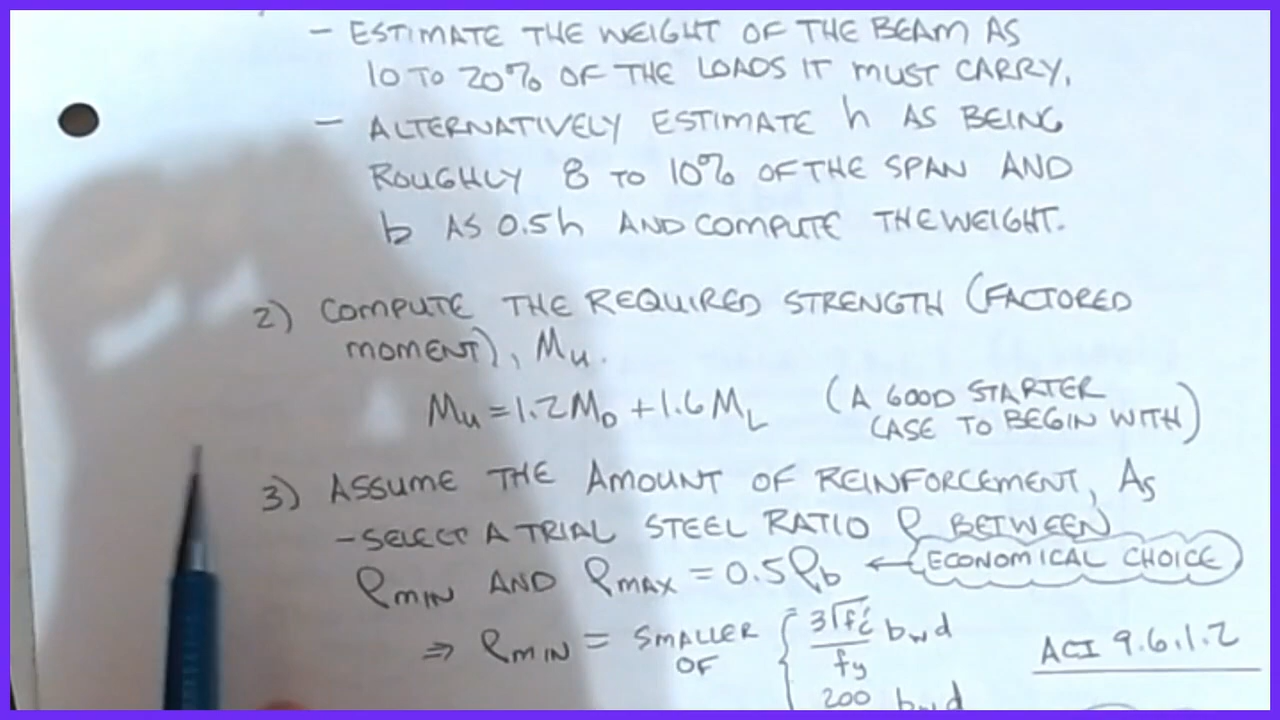 - ESTIMATE THE WEIGHT OF THE BEAM AS
10 TO 20% OF THE LOADS IT MUST CARRY.
- ALTERNATIVELY ESTIMATE h AS BEING
ROUGHLY 8 TO 10% OF THE SPAN AND
b AS 0.5h AND COMPUTE THE WEIGHT.
2) COMPUTE THE REQUIRED STRENGTH (FACTORED
MOMENT), Mu.
Mu = 1.2MD + 1.6ML (A GOOD STARTER
CASE TO BEGIN WITH)
3) ASSUME THE AMOUNT OF REINFORCEMENT, As
- SELECT A TRIAL STEEL RATIO ρ BETWEEN
ρMIN AND ρMAX = 0.5ρb ← ECONOMICAL CHOICE
⇒ ρMIN = SMALLER OF { 3√f'c / fy bwd ACI 9.6.1.2
200 bwd